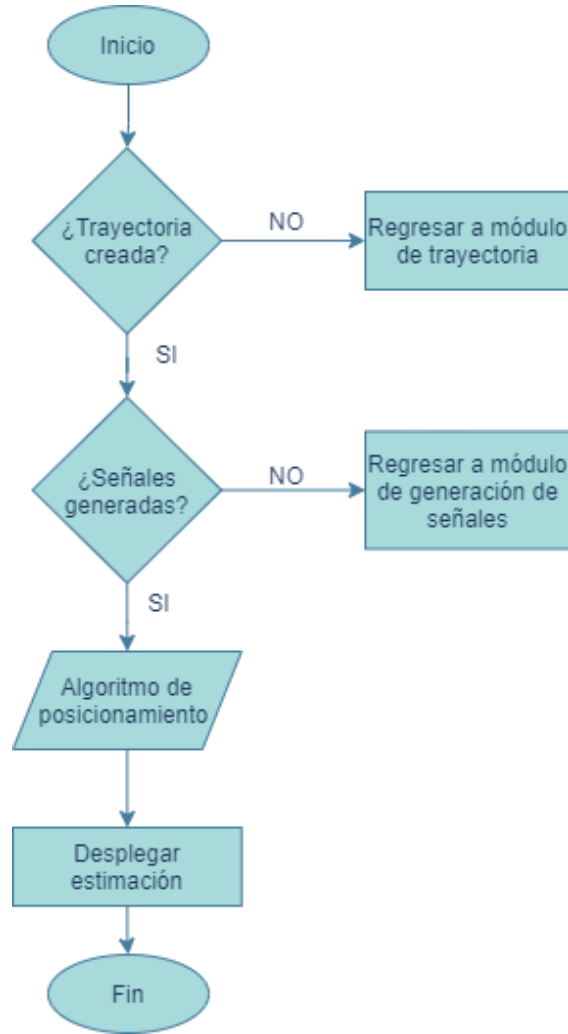 Inicio
¿Trayectoria
creada?
NO
Regresar a módulo
de trayectoria
SI
¿Señales
generadas?
NO
Regresar a módulo
de generación de
señales
SI
Algoritmo de
posicionamiento
Desplegar
estimación
Fin